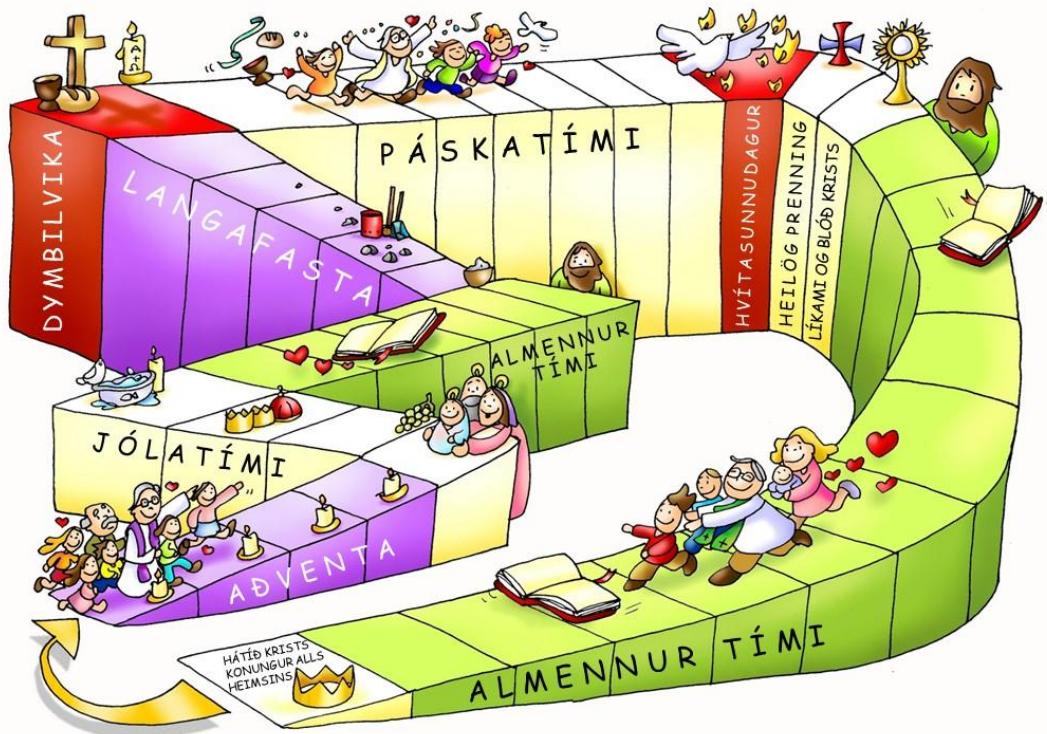 DYMBILVIKA
LANGAFASTA
PÁSKATÍMI
HVÍTASUNNUDAGUR
HEILÖG ÞRENNING
LÍKAMI OG BLÓÐ KRISTS
ALMENNUR
TÍMI
JÓLATÍMI
AÐVENTA
HÁTÍÐ KRISTS
KONUNGUR ALLS
HEIMSINS
ALMENNUR TÍMI